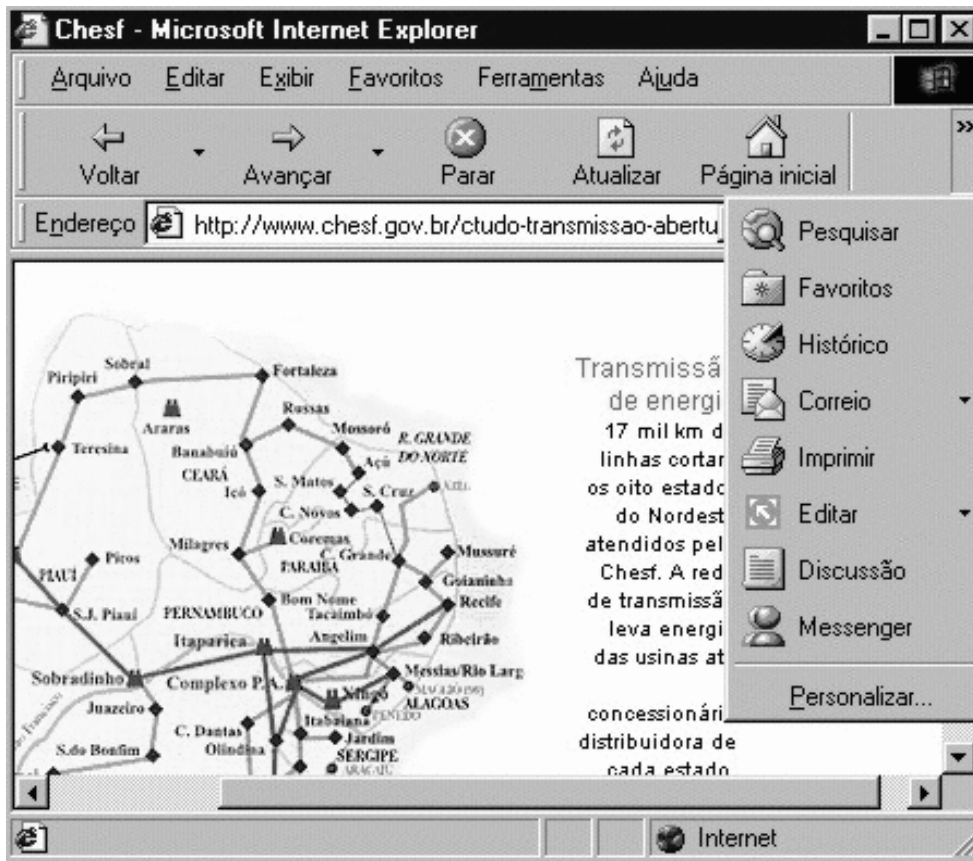 Chesf - Microsoft Internet Explorer
Arquivo Editar Exibir Favoritos Ferramentas Ajuda
Voltar Avançar Parar Atualizar Página inicial »
Endereço http://www.chesf.gov.br/ctudo-transmissao-abertu
Pesquisar
Favoritos
Histórico
Correio
Imprimir
Editar
Discussão
Messenger
Personalizar...
Piripiri
Sobral
Fortaleza
Araras
Russas
Teresina
Banabuiú
Mossoró
R. GRANDE
DO NORTE
CEARÁ
Açú
Icó
S. Matos
S. Cruz
C. Novos
Milagres
Coremas
PARAÍBA
C. Grande
Mussuré
Picos
PIAUÍ
Goianinha
S.J. Piauí
PERNAMBUCO
Bom Nome
Tacaimbó
Recife
Itaparica
Angelim
Ribeirão
Sobradinho
Complexo P.A.
Messias/Rio Larg
Xingó
MACEIÓ
ALAGOAS
Juazeiro
Itabaiana
PENEDO
C. Dantas
Olindina
Jardim
S.do Bonfim
SERGIPE
ARACAJU
Transmissã
de energi
17 mil km d
linhas cortar
os oito estado
do Nordest
atendidos pel
Chesf. A red
de transmissã
leva energi
das usinas at
concessionári
distribuidora de
cada estado
Internet